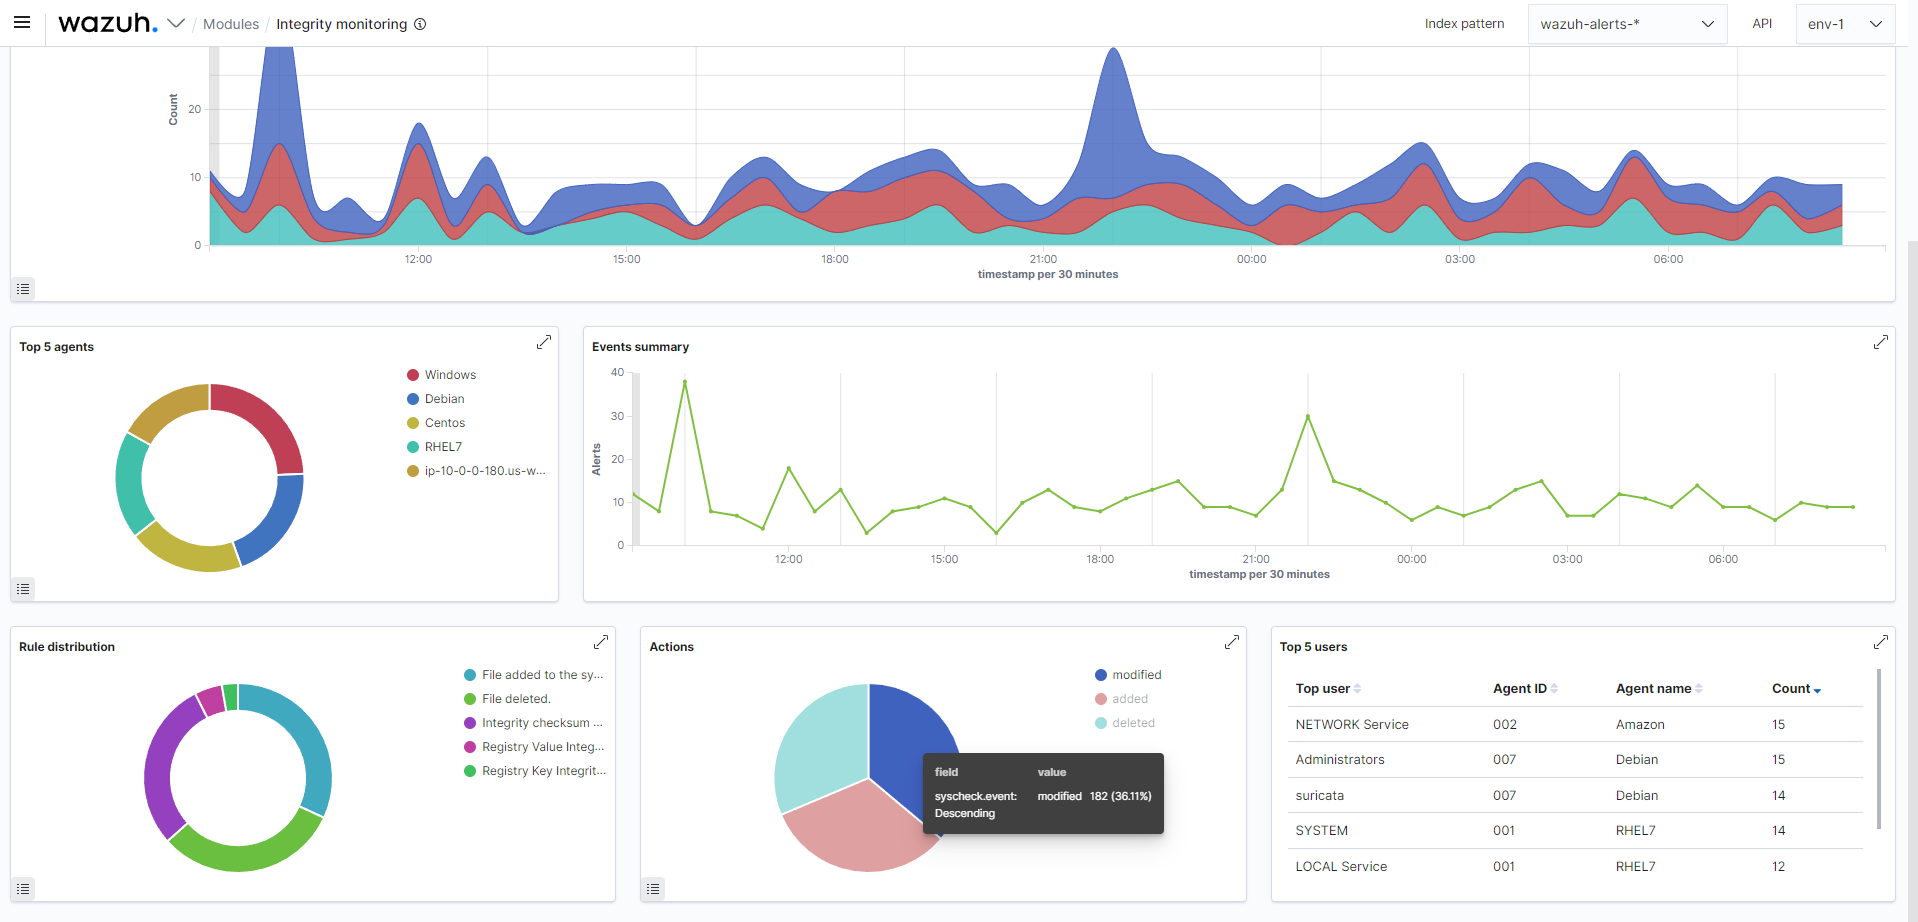 wazuh. / Modules / Integrity monitoring
Index pattern
wazuh-alerts-*
API
env-1
Count
20
10
0
12:00
15:00
18:00
21:00
00:00
03:00
06:00
timestamp per 30 minutes
Top 5 agents
Windows
Debian
Centos
RHEL7
ip-10-0-0-180.us-w...
Events summary
Alerts
40
30
20
10
0
12:00
15:00
18:00
21:00
00:00
03:00
06:00
timestamp per 30 minutes
Rule distribution
File added to the sy...
File deleted.
Integrity checksum ...
Registry Value Integ...
Registry Key Integrit...
Actions
modified
added
deleted
field value
syscheck.event: modified 182 (36.11%)
Descending
Top 5 users
Top user Agent ID Agent name Count
NETWORK Service 002 Amazon 15
Administrators 007 Debian 15
suricata 007 Debian 14
SYSTEM 001 RHEL7 14
LOCAL Service 001 RHEL7 12